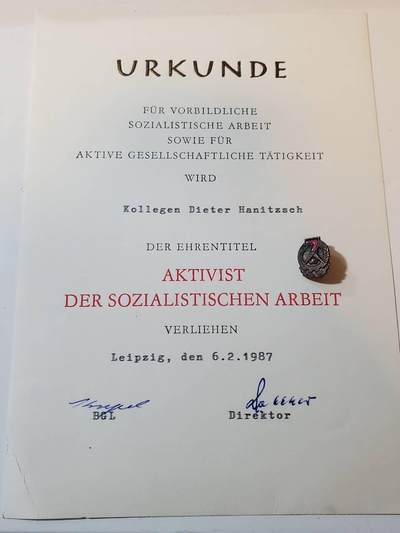 URKUNDE
FÜR VORBILDLICHE
SOZIALISTISCHE ARBEIT
SOWIE FÜR
AKTIVE GESELLSCHAFTLICHE TÄTIGKEIT
WIRD
Kollegen Dieter Hanitzsch
DER EHRENTITEL
AKTIVIST
DER SOZIALISTISCHEN ARBEIT
VERLIEHEN
Leipzig, den 6.2.1987
BGL Direktor